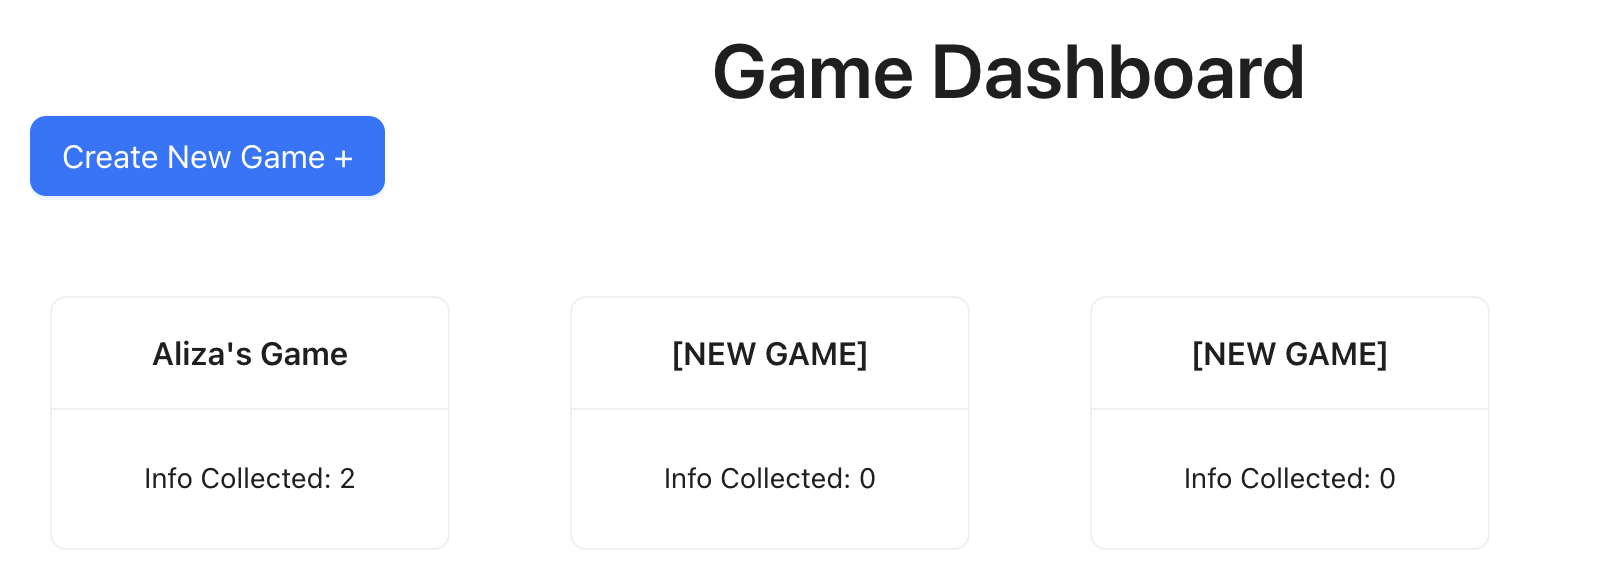 Game Dashboard
Create New Game +
Aliza's Game
[NEW GAME]
[NEW GAME]
Info Collected: 2
Info Collected: 0
Info Collected: 0